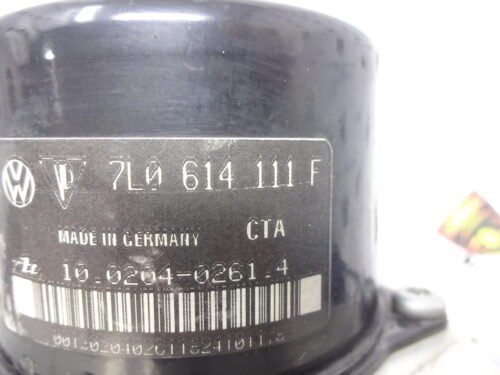 7L0 614 111 F
MADE IN GERMANY CTA
10.0204-0261.4